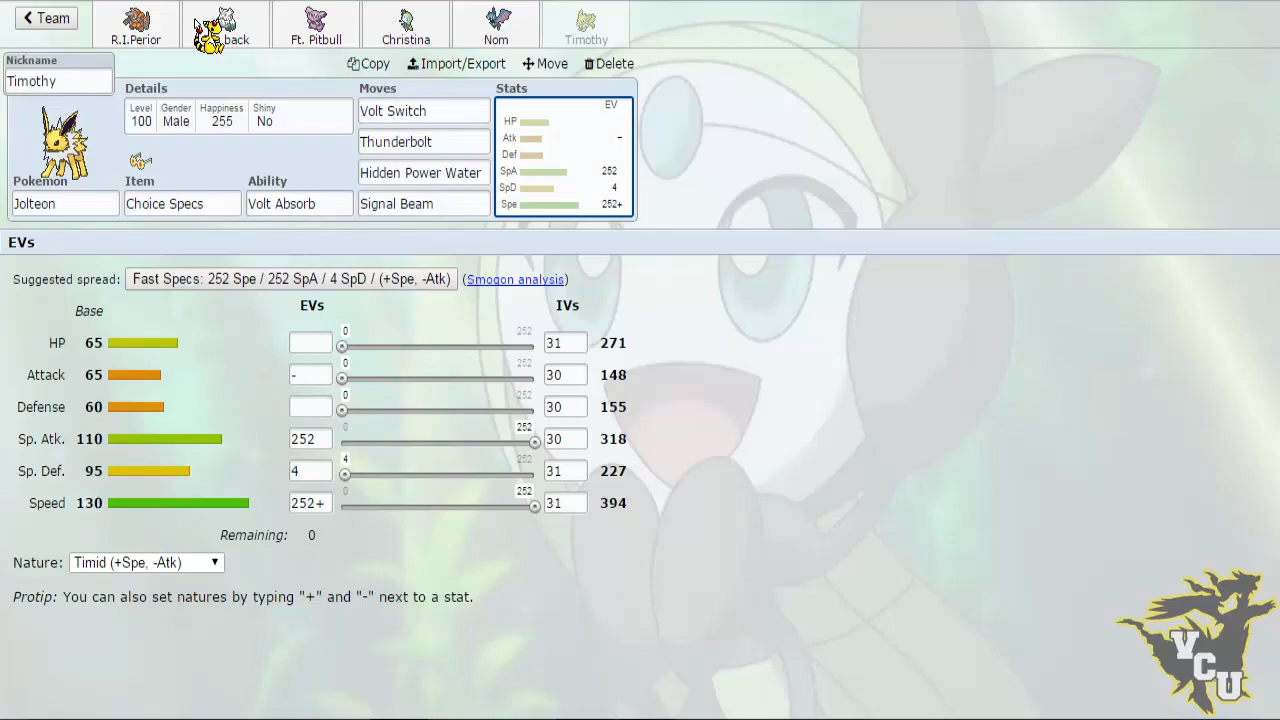 Team
R.I.Perior
back
Ft. Pitbull
Christina
Nom
Timothy
Copy Import/Export Move Delete
Nickname
Timothy
Details
Level Gender Happiness Shiny
100 Male 255 No
Pokemon
Jolteon
Item
Choice Specs
Ability
Volt Absorb
Moves
Volt Switch
Thunderbolt
Hidden Power Water
Signal Beam
Stats
EV
HP
Atk -
Def
SpA 252
SpD 4
Spe 252+
EVs
Suggested spread: Fast Specs: 252 Spe / 252 SpA / 4 SpD / (+Spe, -Atk) (Smogon analysis)
Base EVs IVs
HP 65 0 252 31 271
Attack 65 - 0 252 30 148
Defense 60 0 252 30 155
Sp. Atk. 110 252 0 252 30 318
Sp. Def. 95 4 4 252 31 227
Speed 130 252+ 0 252 31 394
Remaining: 0
Nature: Timid (+Spe, -Atk)
Protip: You can also set natures by typing "+" and "-" next to a stat.
VCU